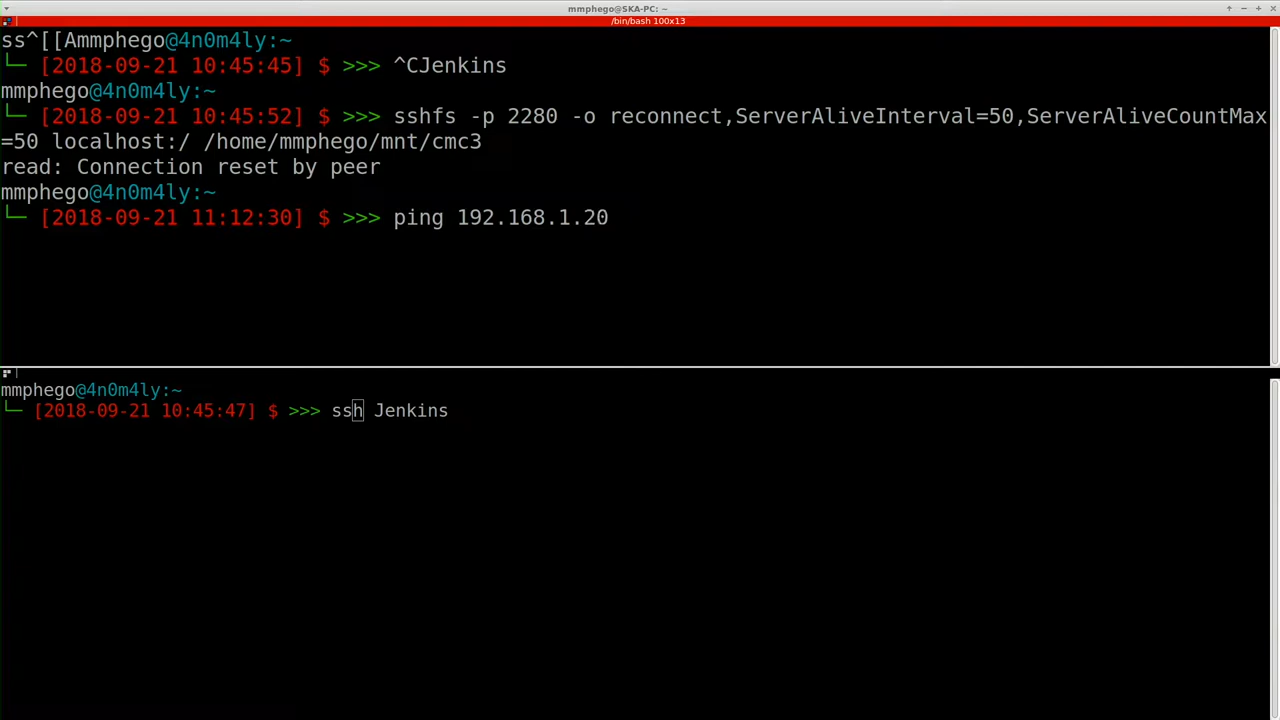 mmphego@SKA-PC: ~
/bin/bash 100x13
ss^[[Ammphego@4n0m4ly:~
└─ [2018-09-21 10:45:45] $ >>> ^CJenkins
mmphego@4n0m4ly:~
└─ [2018-09-21 10:45:52] $ >>> sshfs -p 2280 -o reconnect,ServerAliveInterval=50,ServerAliveCountMax
=50 localhost:/ /home/mmphego/mnt/cmc3
read: Connection reset by peer
mmphego@4n0m4ly:~
└─ [2018-09-21 11:12:30] $ >>> ping 192.168.1.20
mmphego@4n0m4ly:~
└─ [2018-09-21 10:45:47] $ >>> ssh Jenkins